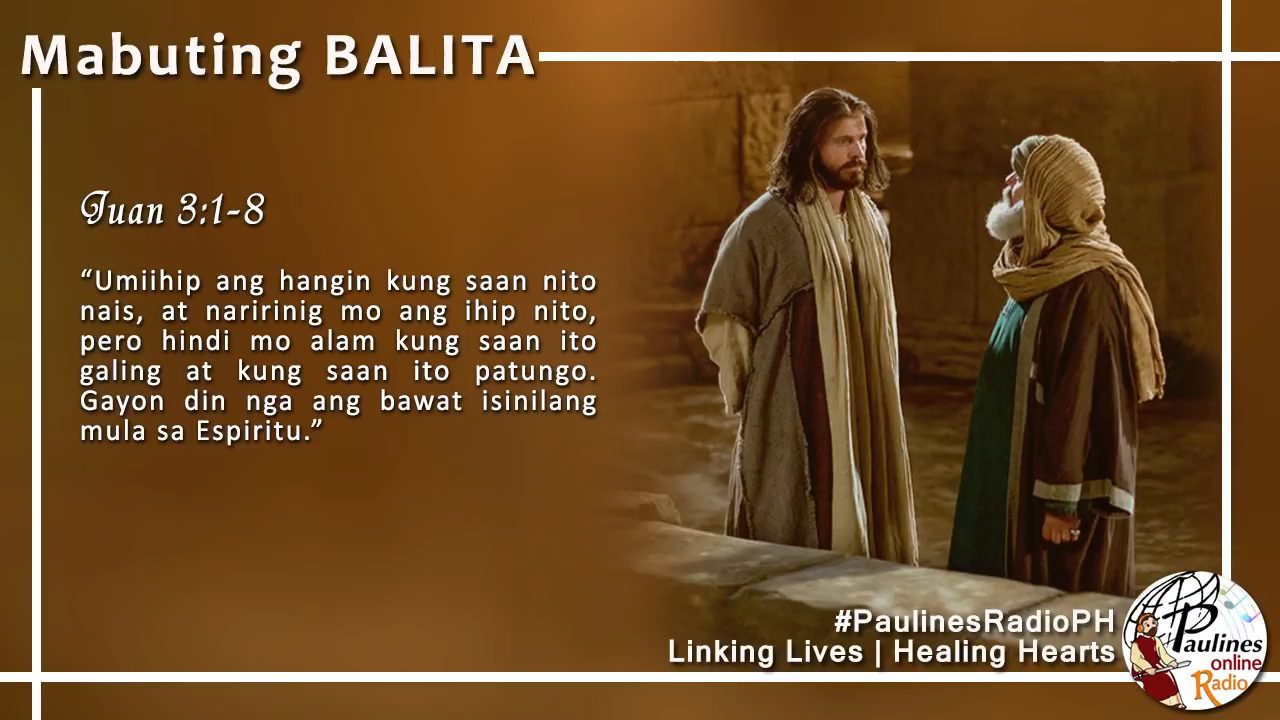 Mabuting BALITA
Juan 3:1-8
“Umiihip ang hangin kung saan nito
nais, at naririnig mo ang ihip nito,
pero hindi mo alam kung saan ito
galing at kung saan ito patungo.
Gayon din nga ang bawat isinilang
mula sa Espiritu.”
#PaulinesRadioPH
Linking Lives | Healing Hearts
Paulines
online
Radio